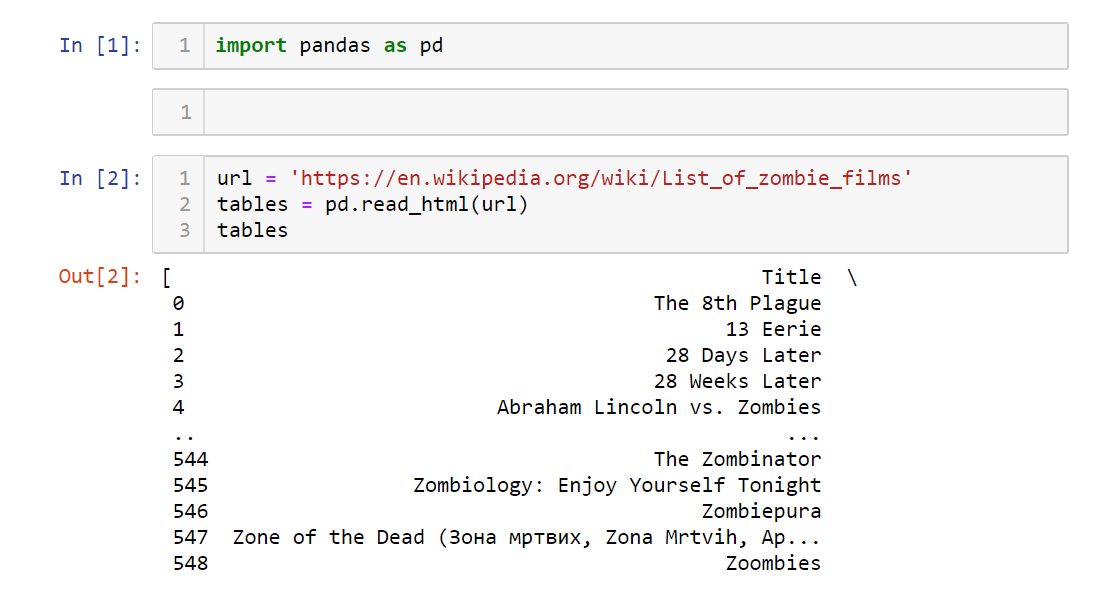 In [1]: 1 import pandas as pd
1
In [2]: 1 url = 'https://en.wikipedia.org/wiki/List_of_zombie_films'
2 tables = pd.read_html(url)
3 tables
Out[2]: [ Title \
0 The 8th Plague
1 13 Eerie
2 28 Days Later
3 28 Weeks Later
4 Abraham Lincoln vs. Zombies
.. ...
544 The Zombinator
545 Zombiology: Enjoy Yourself Tonight
546 Zombiepura
547 Zone of the Dead (Зона мртвих, Zona Mrtvih, Ap...
548 Zoombies